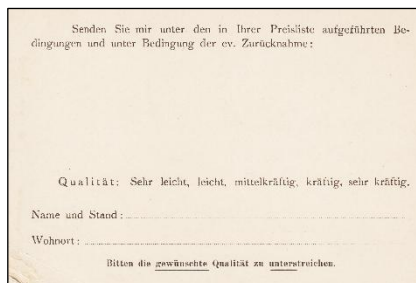 Senden Sie mir unter den in Ihrer Preisliste aufgeführten Be-
dingungen und unter Bedingung der ev. Zurücknahme:
Qualität: Sehr leicht, leicht, mittelkräftig, kräftig, sehr kräftig.
Name und Stand:
Wohnort:
Bitten die gewünschte Qualität zu unterstreichen.